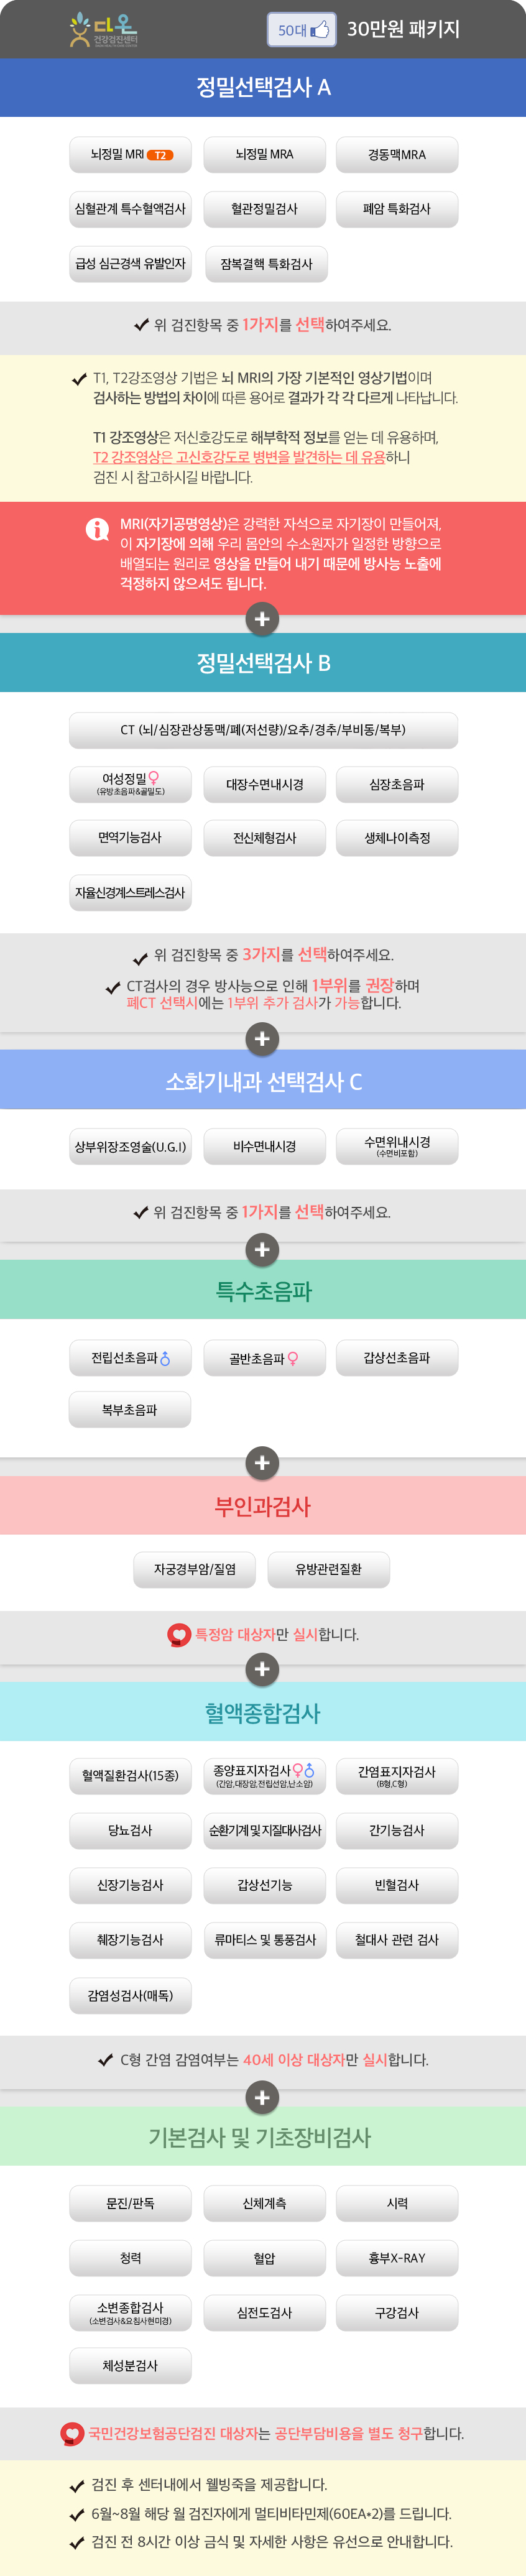 다온
건강검진센터
50대
30만원 패키지
정밀선택검사 A
뇌정밀 MRI T2
뇌정밀 MRA
경동맥MRA
심혈관계 특수혈액검사
혈관정밀검사
폐암 특화검사
급성 심근경색 유발인자
잠복결핵 특화검사
위 검진항목 중 1가지를 선택하여주세요.
T1, T2강조영상 기법은 뇌 MRI의 가장 기본적인 영상기법이며
검사하는 방법의 차이에 따른 용어로 결과가 각 각 다르게 나타납니다.
T1 강조영상은 저신호강도로 해부학적 정보를 얻는 데 유용하며,
T2 강조영상은 고신호강도로 병변을 발견하는 데 유용하니
검진 시 참고하시길 바랍니다.
MRI(자기공명영상)은 강력한 자석으로 자기장이 만들어져,
이 자기장에 의해 우리 몸안의 수소원자가 일정한 방향으로
배열되는 원리로 영상을 만들어 내기 때문에 방사능 노출에
걱정하지 않으셔도 됩니다.
+
정밀선택검사 B
CT (뇌/심장관상동맥/폐(저선량)/요추/경추/부비동/복부)
여성정밀♀
(유방초음파&골밀도)
대장수면내시경
심장초음파
면역기능검사
전신체형검사
생체나이측정
자율신경계스트레스검사
위 검진항목 중 3가지를 선택하여주세요.
CT검사의 경우 방사능으로 인해 1부위를 권장하며
폐CT 선택시에는 1부위 추가 검사가 가능합니다.
+
소화기내과 선택검사 C
상부위장조영술(U.G.I)
비수면내시경
수면위내시경
(수면비포함)
위 검진항목 중 1가지를 선택하여주세요.
+
특수초음파
전립선초음파♂
골반초음파♀
갑상선초음파
복부초음파
+
부인과검사
자궁경부암/질염
유방관련질환
특정암 대상자만 실시합니다.
+
혈액종합검사
혈액질환검사(15종)
종양표지자검사♀♂
(간암,대장암,전립선암,난소암)
간염표지자검사
(B형,C형)
당뇨검사
순환기계 및 지질대사검사
간기능검사
신장기능검사
갑상선기능
빈혈검사
췌장기능검사
류마티스 및 통풍검사
철대사 관련 검사
감염성검사(매독)
C형 간염 감염여부는 40세 이상 대상자만 실시합니다.
+
기본검사 및 기초장비검사
문진/판독
신체계측
시력
청력
혈압
흉부X-RAY
소변종합검사
(소변검사&요침사현미경)
심전도검사
구강검사
체성분검사
국민건강보험공단검진 대상자는 공단부담비용을 별도 청구합니다.
검진 후 센터내에서 웰빙죽을 제공합니다.
6월~8월 해당 월 검진자에게 멀티비타민제(60EA*2)를 드립니다.
검진 전 8시간 이상 금식 및 자세한 사항은 유선으로 안내합니다.